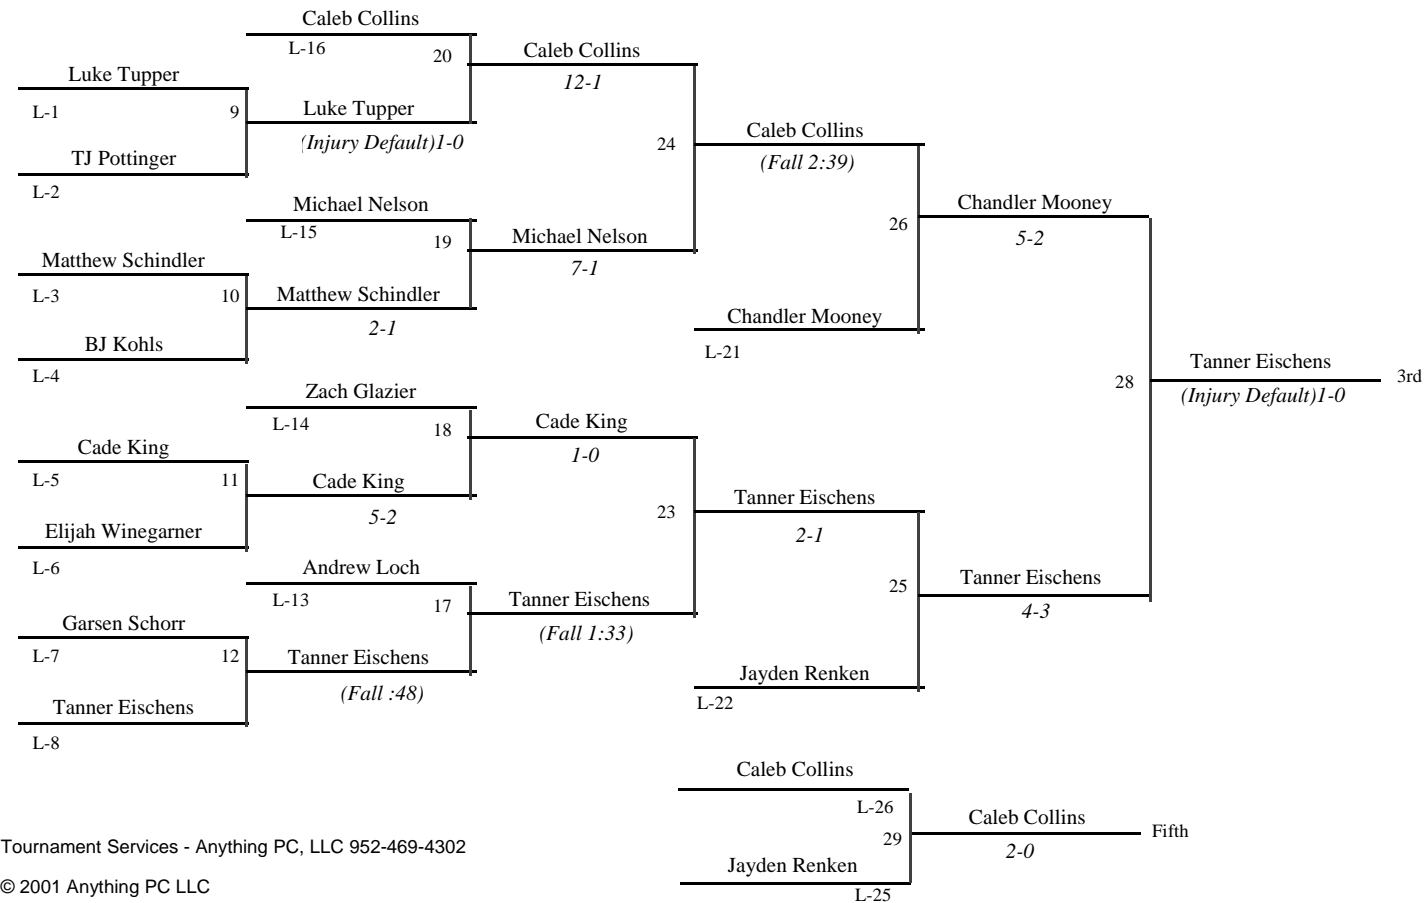 Caleb Collins
L-16
20
Caleb Collins
12-1
Luke Tupper
L-1
9
Luke Tupper
(Injury Default)1-0
TJ Pottinger
L-2
24
Caleb Collins
(Fall 2:39)
Michael Nelson
L-15
19
Michael Nelson
7-1
Matthew Schindler
L-3
10
Matthew Schindler
2-1
BJ Kohls
L-4
26
Chandler Mooney
5-2
Chandler Mooney
L-21
28
Tanner Eischens
(Injury Default)1-0
3rd
Zach Glazier
L-14
18
Cade King
1-0
Cade King
L-5
11
Cade King
5-2
Elijah Winegarner
L-6
23
Tanner Eischens
2-1
Andrew Loch
L-13
17
Tanner Eischens
(Fall 1:33)
25
Tanner Eischens
4-3
Garsen Schorr
L-7
12
Tanner Eischens
(Fall :48)
Tanner Eischens
L-8
Jayden Renken
L-22
Caleb Collins
L-26
29
Caleb Collins
2-0
Fifth
Jayden Renken
L-25
Tournament Services - Anything PC, LLC 952-469-4302
© 2001 Anything PC LLC